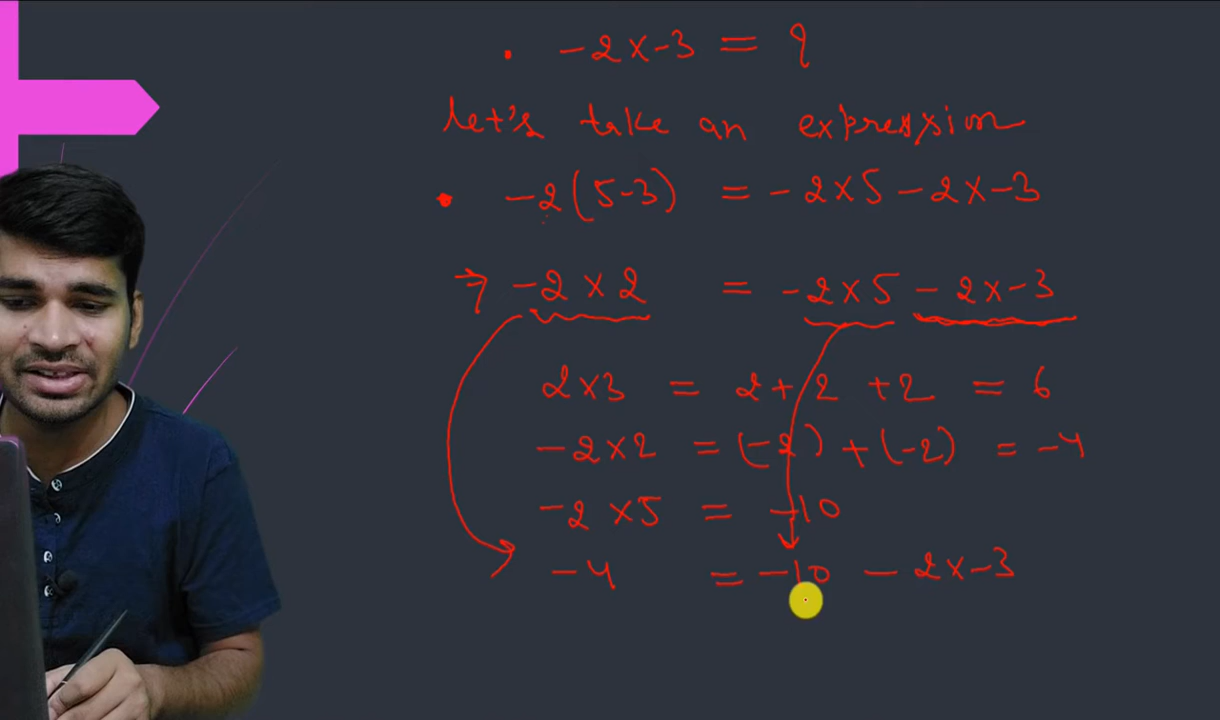 • -2x-3 = ?
Let's take an expression
• -2(5-3) = -2x5-2x-3
→ -2x2 = -2x5-2x-3
2x3 = 2+2+2 = 6
-2x2 = (-2)+(-2) = -4
-2x5 = -10
-4 = -10-2x-3